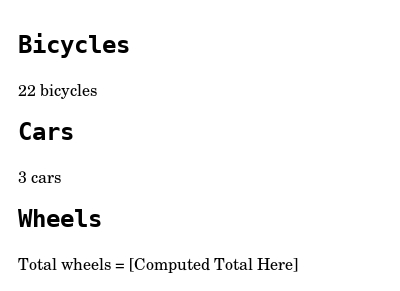 Bicycles
22 bicycles
Cars
3 cars
Wheels
Total wheels = [Computed Total Here]